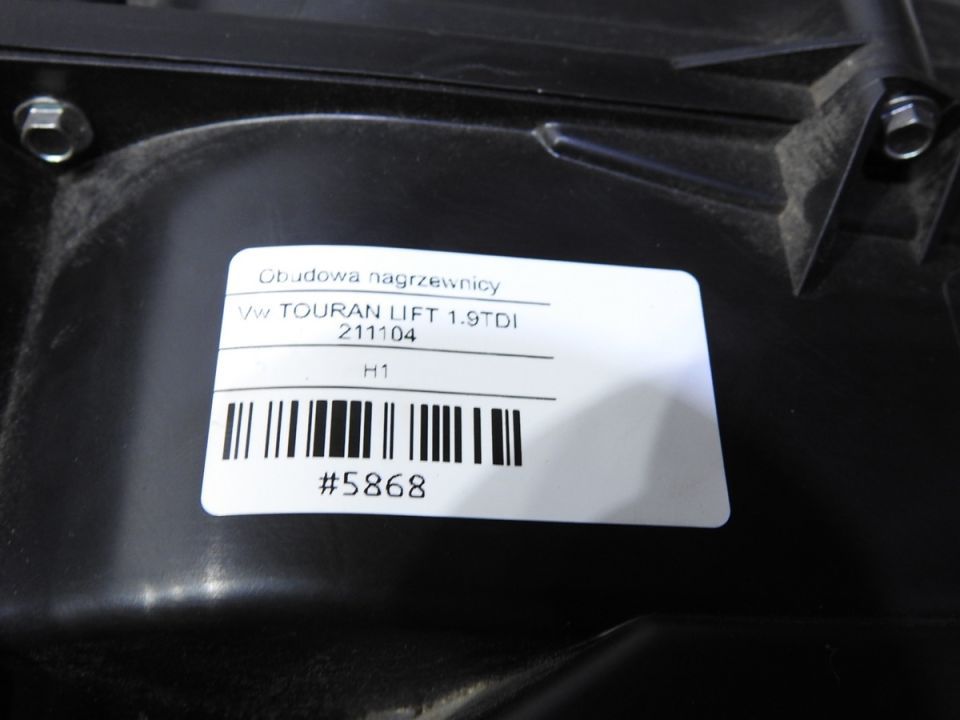 Obudowa nagrzewnicy
Vw TOURAN LIFT 1.9TDI
211104
H1
#5868